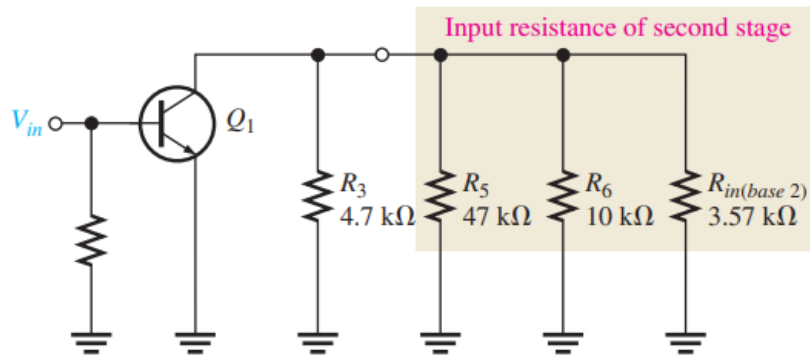 Input resistance of second stage
V_in
Q_1
R_3
4.7 kΩ
R_5
47 kΩ
R_6
10 kΩ
R_in(base 2)
3.57 kΩ